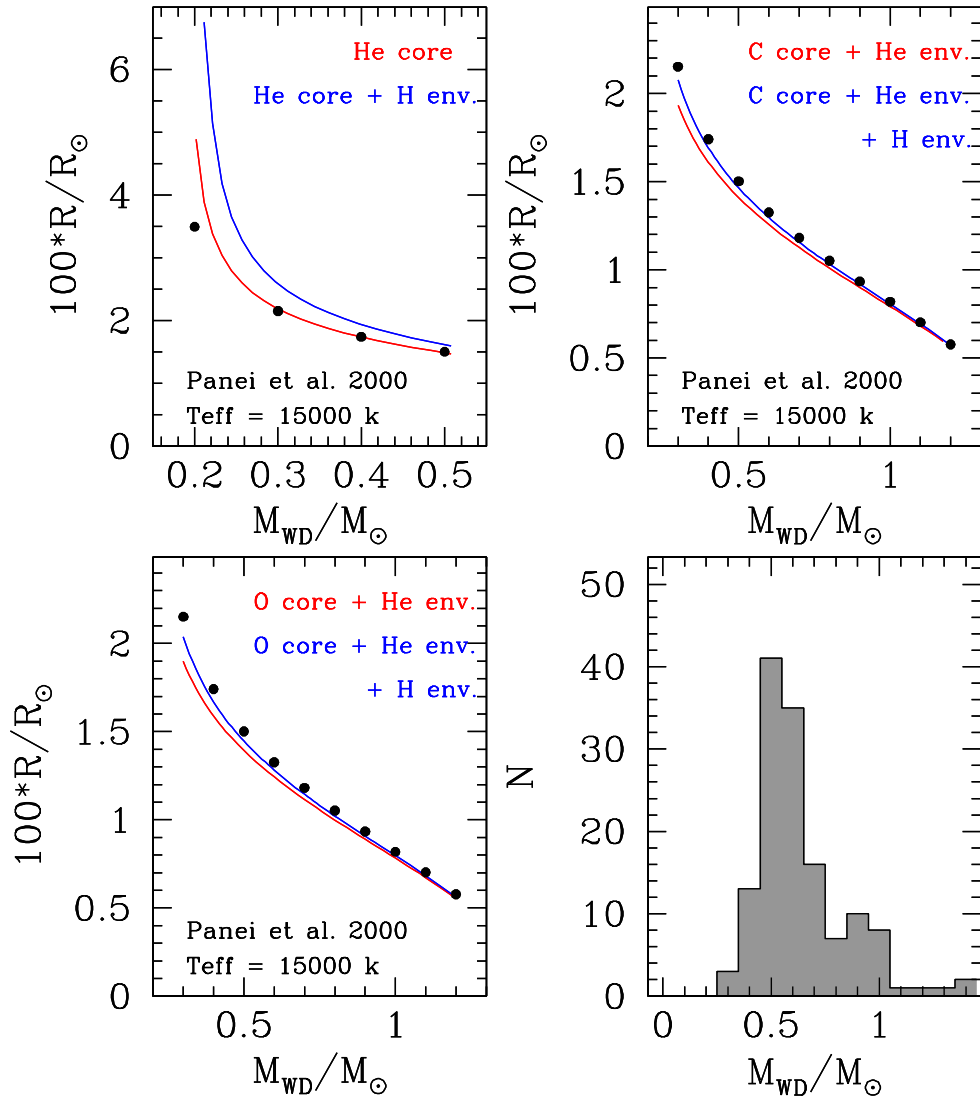 He core
He core + H env.
6
4
2
0
100*R/R⊙
Panei et al. 2000
Teff = 15000 k
0.2 0.3 0.4 0.5
M_WD/M⊙
C core + He env.
C core + He env.
+ H env.
2
1.5
1
0.5
0
100*R/R⊙
Panei et al. 2000
Teff = 15000 k
0.5 1
M_WD/M⊙
O core + He env.
O core + He env.
+ H env.
2
1.5
1
0.5
0
100*R/R⊙
Panei et al. 2000
Teff = 15000 k
0.5 1
M_WD/M⊙
50
40
30
20
10
0
N
0 0.5 1
M_WD/M⊙